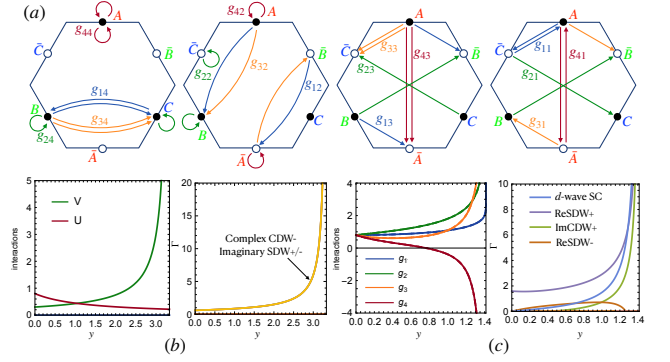 (a)
A
g44
C̄
B̄
g14
B
C
g34
g24
Ā
g42
A
C̄
B̄
g22
g32
g12
B
C
Ā
A
C̄
B̄
g33
g43
g23
B
C
g13
Ā
A
C̄
B̄
g11
g41
g21
B
C
g31
Ā
interactions
5
4
3
2
1
0
V
U
0.0 0.5 1.0 1.5 2.0 2.5 3.0
y
(b)
Γ
20
15
10
5
0
Complex CDW-
Imaginary SDW+/-
0.0 0.5 1.0 1.5 2.0 2.5 3.0
y
interactions
4
2
0
-2
-4
g1
g2
g3
g4
0.0 0.2 0.4 0.6 0.8 1.0 1.2 1.4
y
(c)
Γ
10
8
6
4
2
0
d-wave SC
ReSDW+
ImCDW+
ReSDW-
0.0 0.2 0.4 0.6 0.8 1.0 1.2 1.4
y